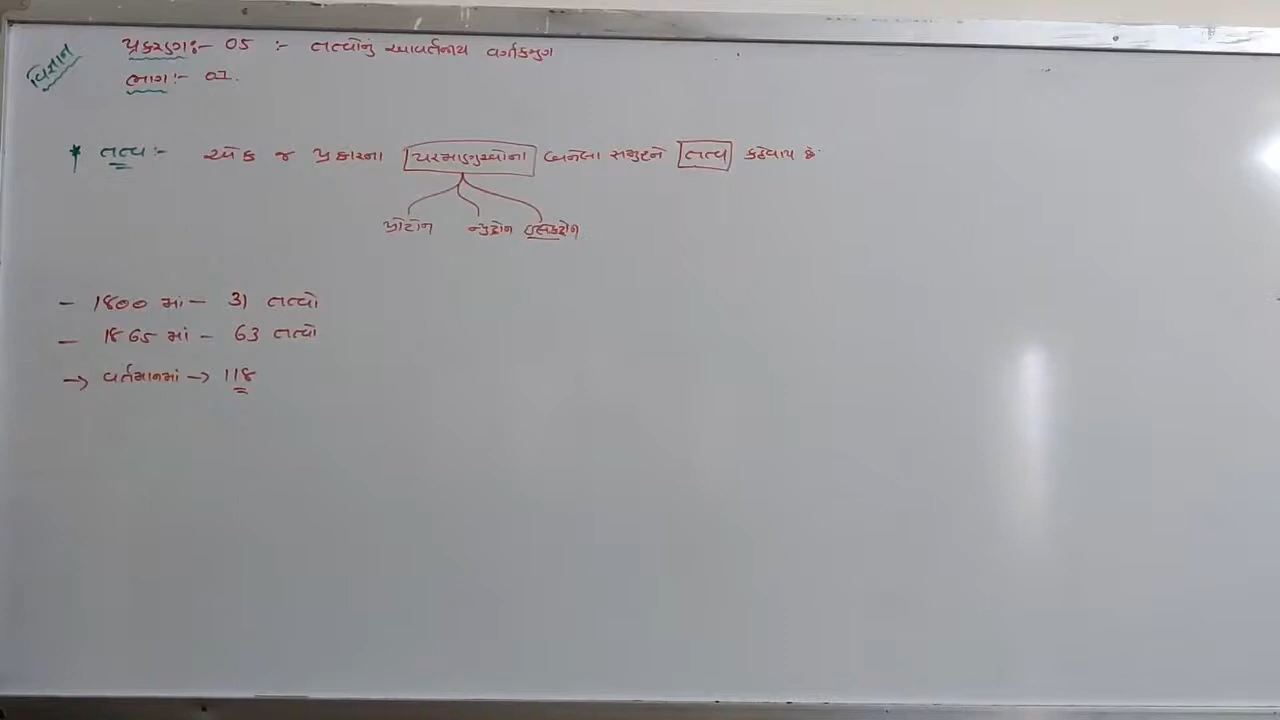 વિજ્ઞાન
પ્રકરણ:- 05 :- તત્વોનું આવર્તનીય વર્ગીકરણ
ભાગ:- 01.
* તત્વ:- એક જ પ્રકારના પરમાણુઓના બનેલા સમુહને તત્વ કહેવાય છે.
પ્રોટોન ન્યુટ્રોન ઇલેક્ટ્રોન
- 1800 માં - 31 તત્વો
- 1865 માં - 63 તત્વો
→ વર્તમાનમાં → 118